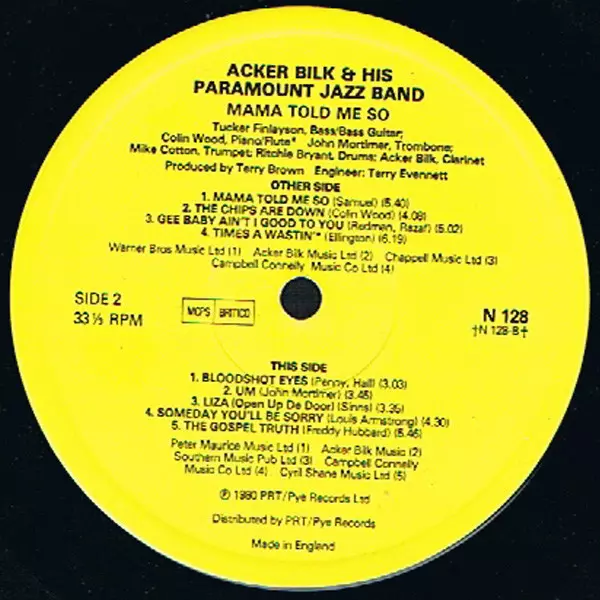 ACKER BILK & HIS
PARAMOUNT JAZZ BAND
MAMA TOLD ME SO
Tucker Finlayson, Bass/Bass Guitar;
Colin Wood, Piano/Flute* John Mortimer, Trombone;
Mike Cotton, Trumpet; Ritchie Bryant, Drums; Acker Bilk, Clarinet
Produced by Terry Brown Engineer: Terry Evennett
OTHER SIDE
1. MAMA TOLD ME SO (Samuel) (5.40)
2. THE CHIPS ARE DOWN (Colin Wood) (4.08)
3. GEE BABY AIN'T I GOOD TO YOU (Redman, Razaf) (5.02)
4. TIMES A WASTIN'* (Ellington) (6.19)
Warner Bros Music Ltd (1) Acker Bilk Music Ltd (2) Chappell Music Ltd (3)
Campbell Connelly Music Co Ltd (4)
SIDE 2
33⅓ RPM
MCPS BRITICO
N 128
†N 128-B†
THIS SIDE
1. BLOODSHOT EYES (Penny, Hall) (3.03)
2. UM (John Mortimer) (3.45)
3. LIZA (Open Up De Door) (Sinns) (3.35)
4. SOMEDAY YOU'LL BE SORRY (Louis Armstrong) (4.30)
5. THE GOSPEL TRUTH (Freddy Hubbard) (5.46)
Peter Maurice Music Ltd (1) Acker Bilk Music (2)
Southern Music Pub Ltd (3) Campbell Connelly
Music Co Ltd (4) Cyril Shane Music Ltd (5)
℗ 1980 PRT/Pye Records Ltd
Distributed by PRT/Pye Records
Made in England